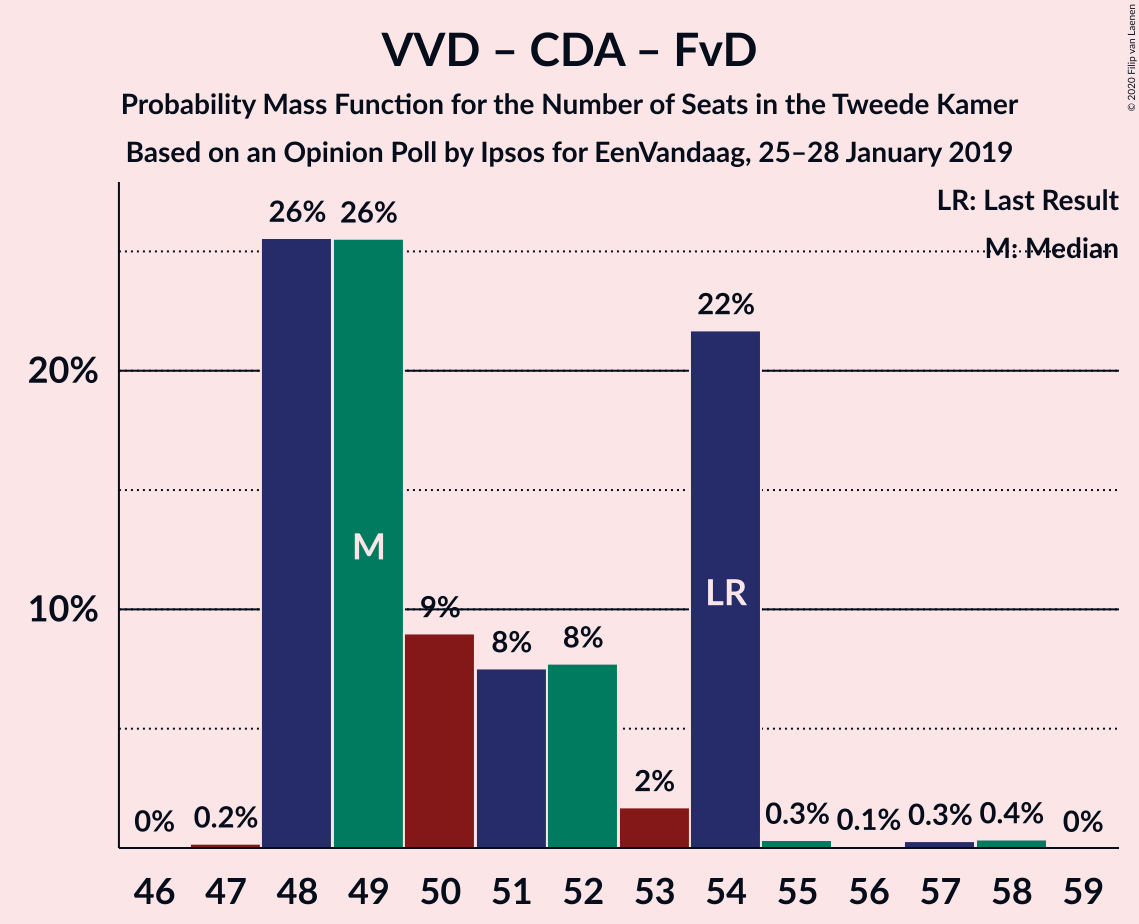 VVD – CDA – FvD
Probability Mass Function for the Number of Seats in the Tweede Kamer
Based on an Opinion Poll by Ipsos for EenVandaag, 25–28 January 2019
© 2020 Filip van Laenen
LR: Last Result
M: Median
26% 26%
22%
20%
M
LR
10%
9%
8% 8%
2%
0% 0.2% 0.3% 0.1% 0.3% 0.4% 0%
46 47 48 49 50 51 52 53 54 55 56 57 58 59